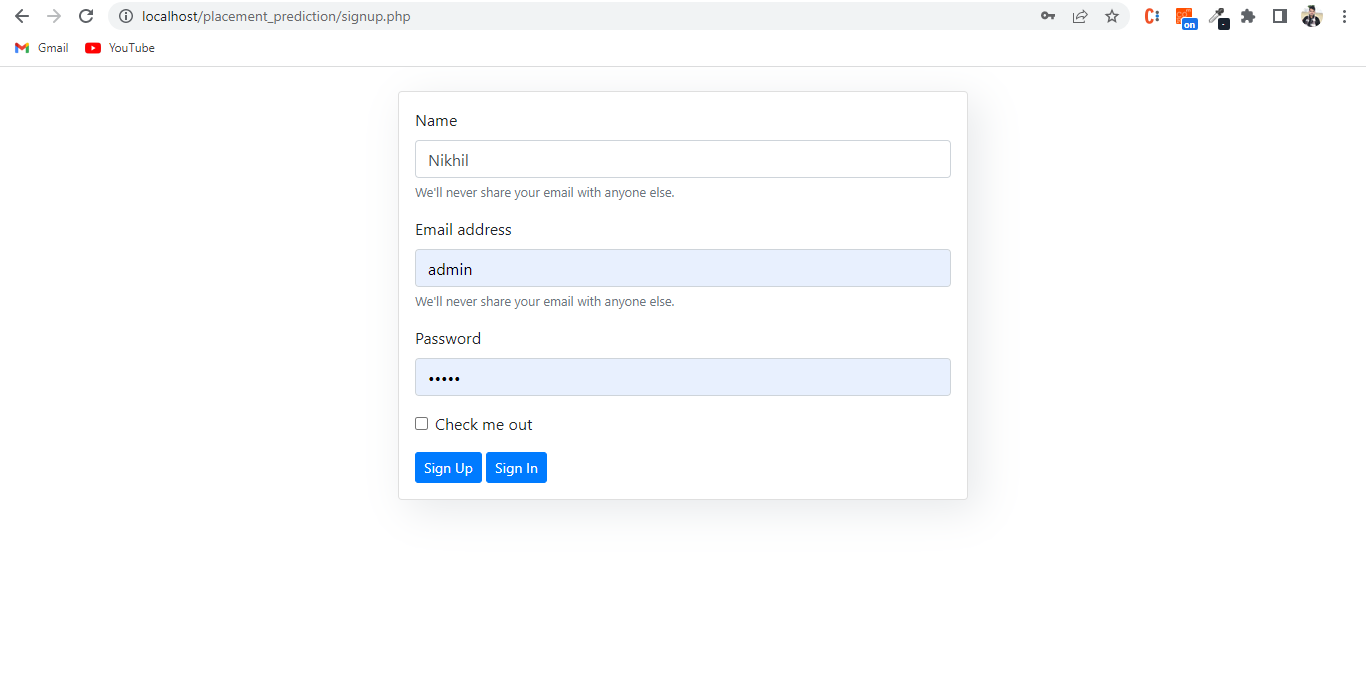 localhost/placement_prediction/signup.php
on
Gmail YouTube
Name
Nikhil
We'll never share your email with anyone else.
Email address
admin
We'll never share your email with anyone else.
Password
•••••
Check me out
Sign Up Sign In